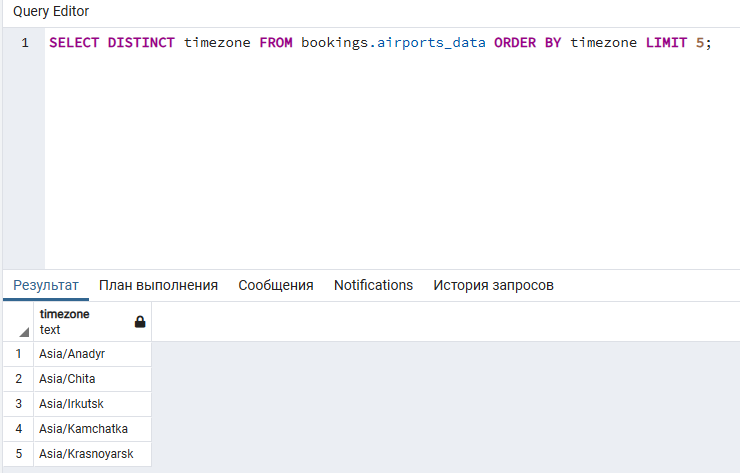 Query Editor
1 SELECT DISTINCT timezone FROM bookings.airports_data ORDER BY timezone LIMIT 5;
Результат План выполнения Сообщения Notifications История запросов
timezone
text
1 Asia/Anadyr
2 Asia/Chita
3 Asia/Irkutsk
4 Asia/Kamchatka
5 Asia/Krasnoyarsk